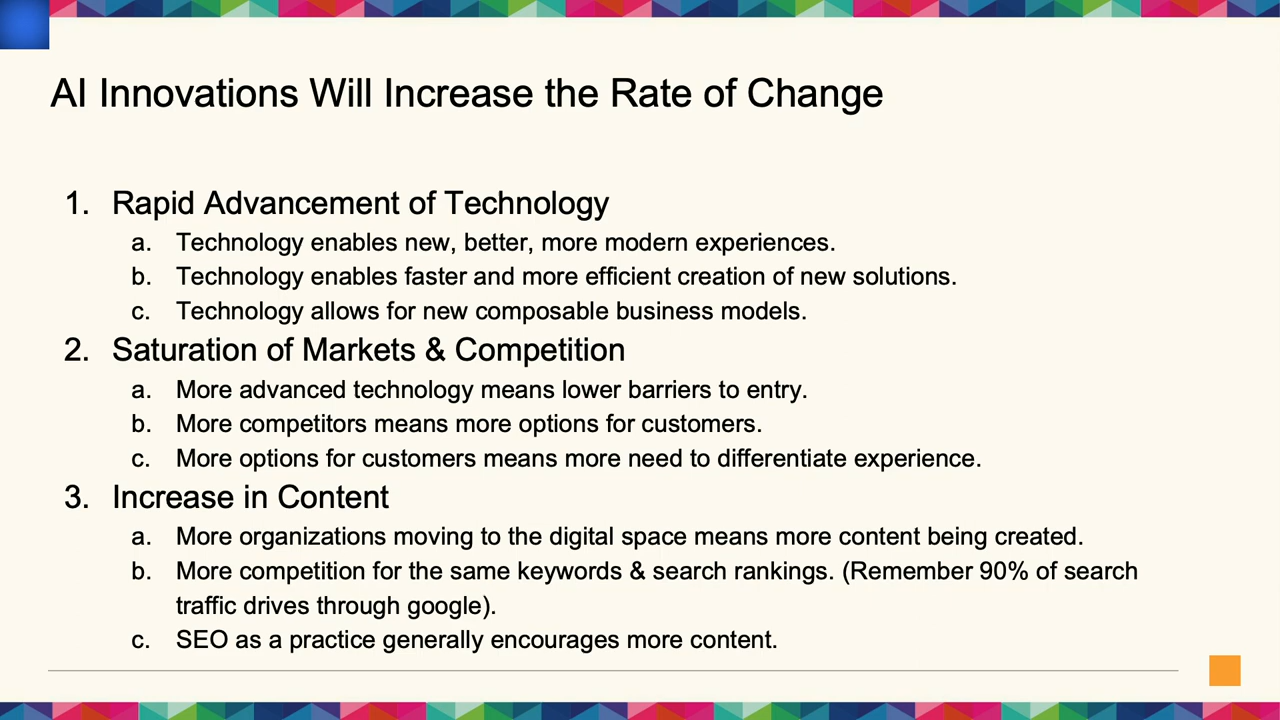 AI Innovations Will Increase the Rate of Change
1. Rapid Advancement of Technology
a. Technology enables new, better, more modern experiences.
b. Technology enables faster and more efficient creation of new solutions.
c. Technology allows for new composable business models.
2. Saturation of Markets & Competition
a. More advanced technology means lower barriers to entry.
b. More competitors means more options for customers.
c. More options for customers means more need to differentiate experience.
3. Increase in Content
a. More organizations moving to the digital space means more content being created.
b. More competition for the same keywords & search rankings. (Remember 90% of search
traffic drives through google).
c. SEO as a practice generally encourages more content.